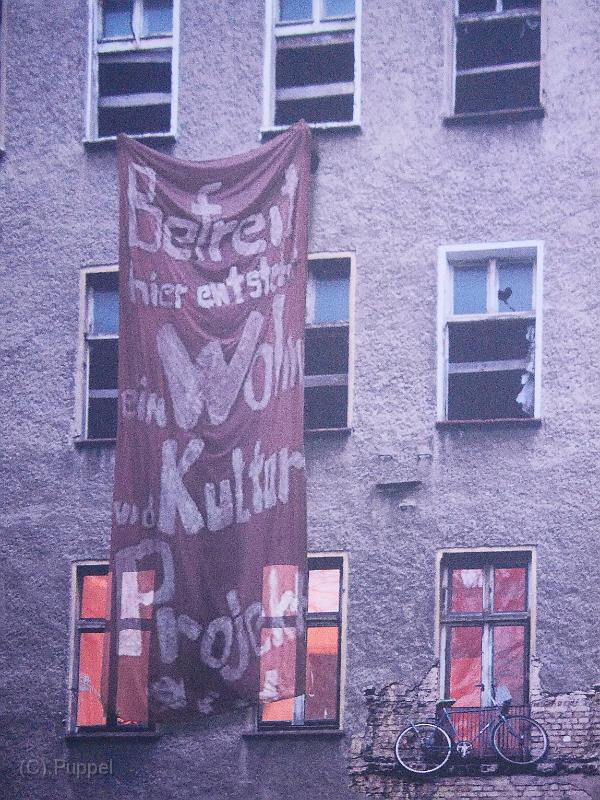 Befreit
hier entsteht
ein Wohn
und Kultur
Projekt
(C) Puppel